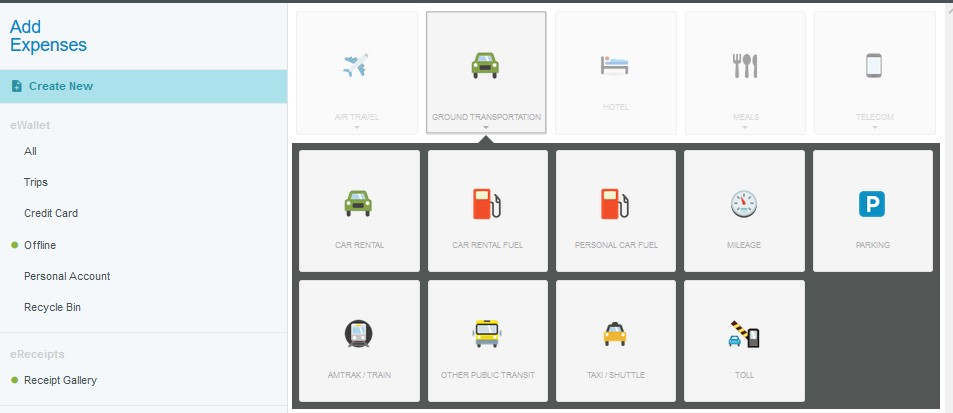 Add
Expenses
Create New
eWallet
All
Trips
Credit Card
Offline
Personal Account
Recycle Bin
eReceipts
Receipt Gallery
AIR TRAVEL
GROUND TRANSPORTATION
HOTEL
MEALS
TELECOM
CAR RENTAL
CAR RENTAL FUEL
PERSONAL CAR FUEL
MILEAGE
P
PARKING
AMTRAK / TRAIN
OTHER PUBLIC TRANSIT
TAXI / SHUTTLE
TOLL